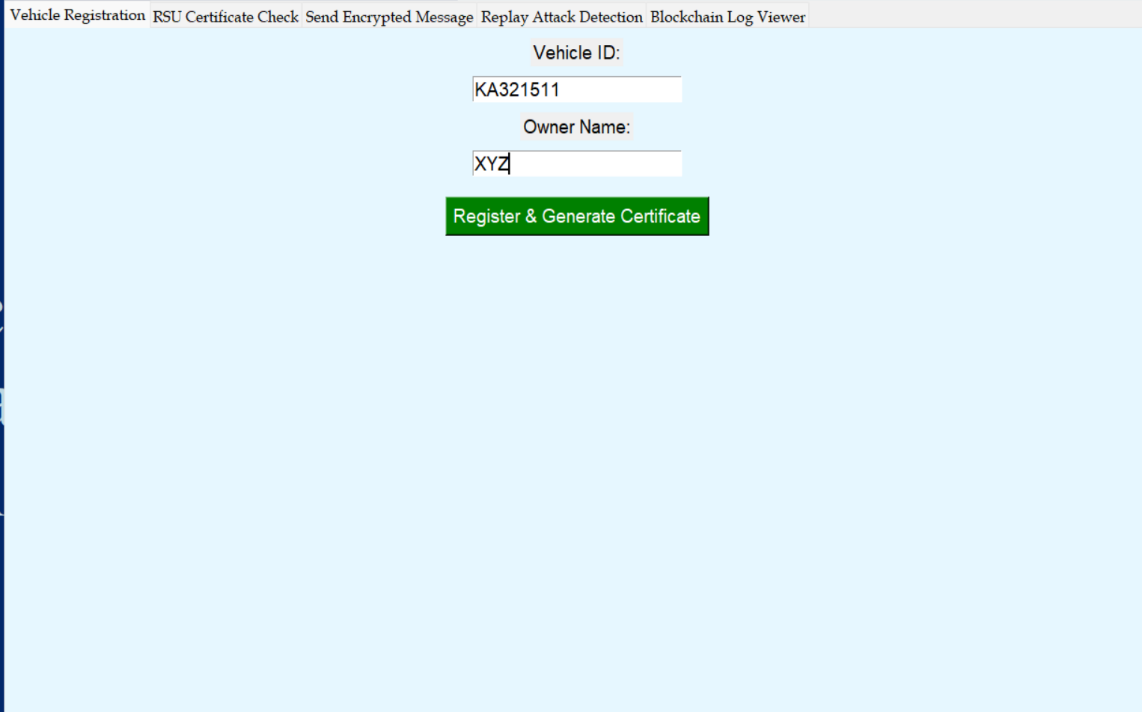 Vehicle Registration RSU Certificate Check Send Encrypted Message Replay Attack Detection Blockchain Log Viewer
Vehicle ID:
KA321511
Owner Name:
XYZ
Register & Generate Certificate